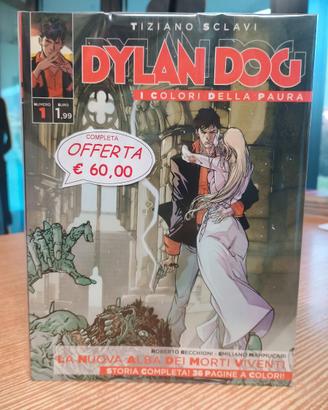 TIZIANO SCLAVI
DYLAN DOG
I COLORI DELLA PAURA
NUMERO
1
EURO
1,99
COMPLETA
OFFERTA
€ 60,00
ROBERTO RECCHIONI - EMILIANO MAMMUCARI
LA NUOVA ALBA DEI MORTI VIVENTI
STORIA COMPLETA! 36 PAGINE A COLORI!